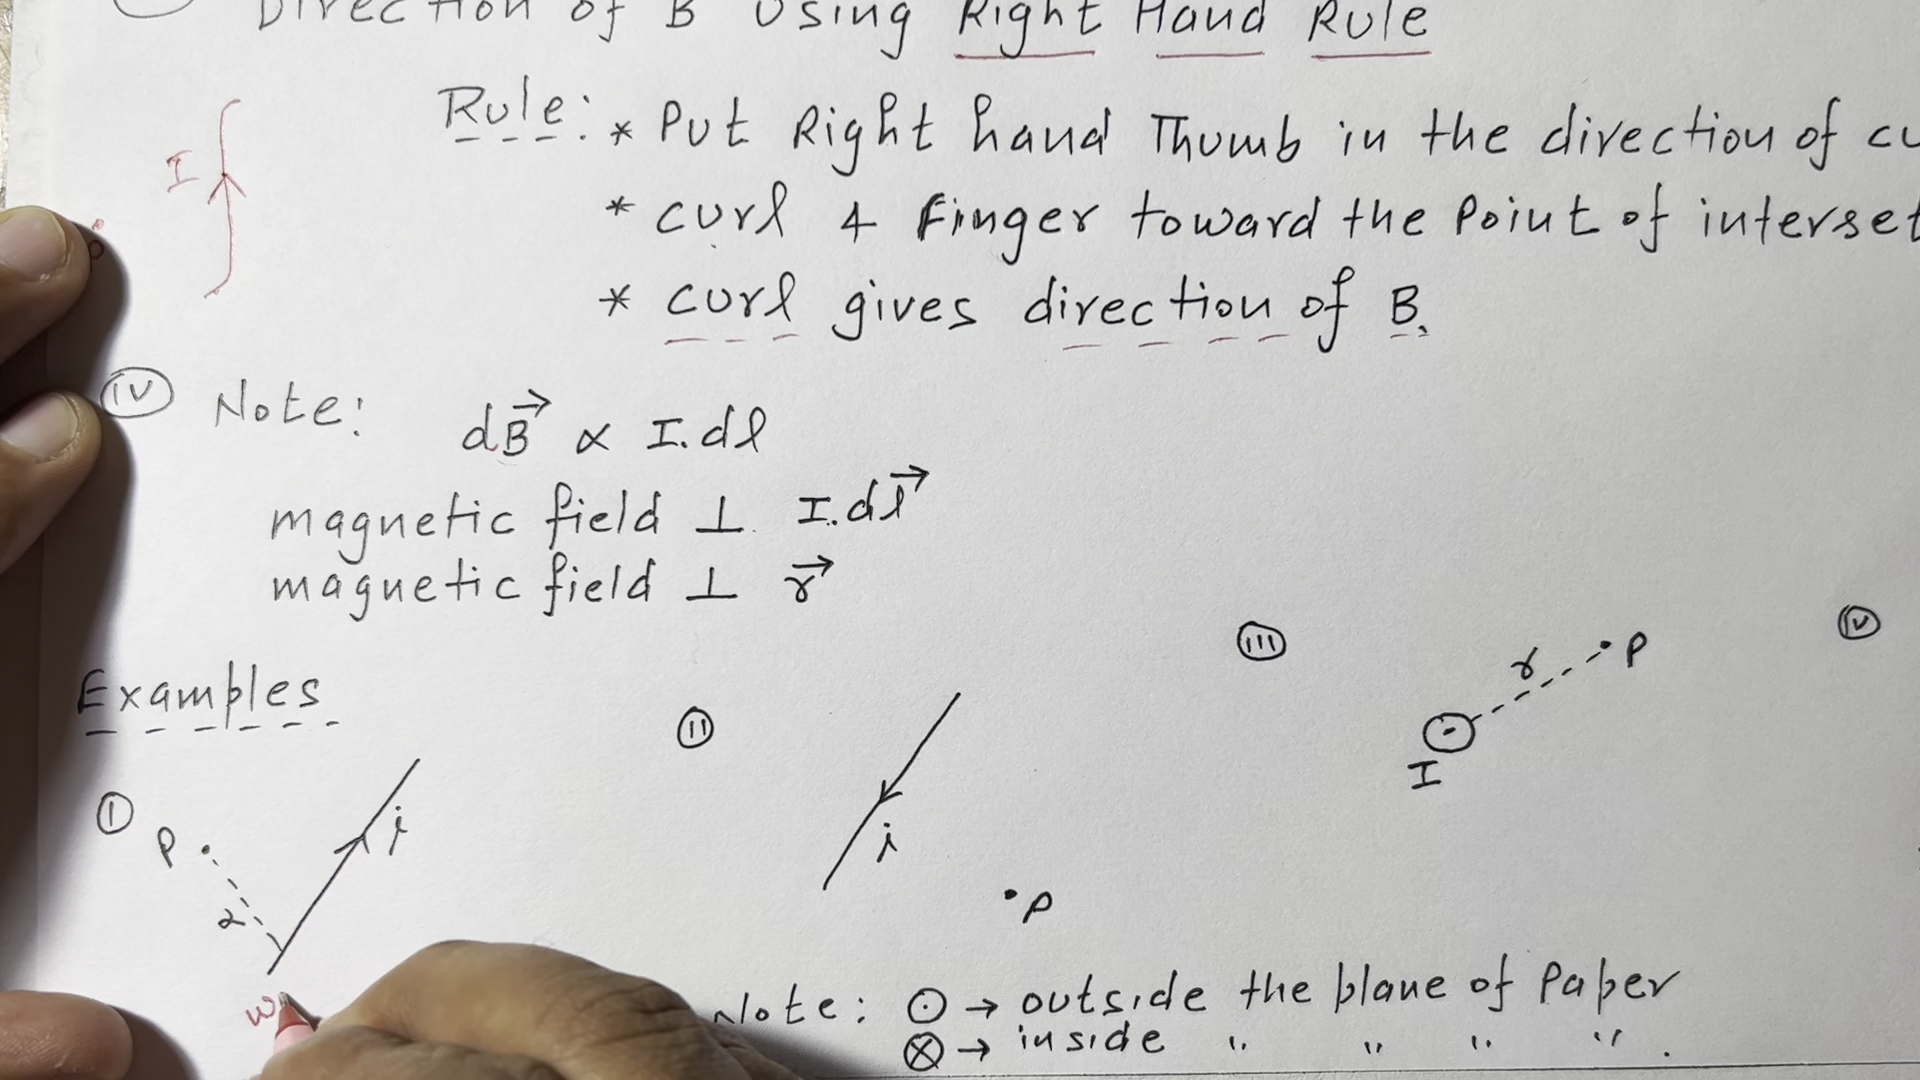 Direction of B Using Right Hand Rule
I
Rule: * Put Right hand Thumb in the direction of
* curl 4 Finger toward the Point of interset
* curl gives direction of B.
(iv) Note: dB⃗ ∝ I.dl
magnetic field ⊥ I.dl⃗
magnetic field ⊥ r⃗
Examples
(i) P i r
(ii) i P
(iii) I r P
(iv)
w
Note: ⊙ → outside the plane of Paper
⊗ → inside " " " " .